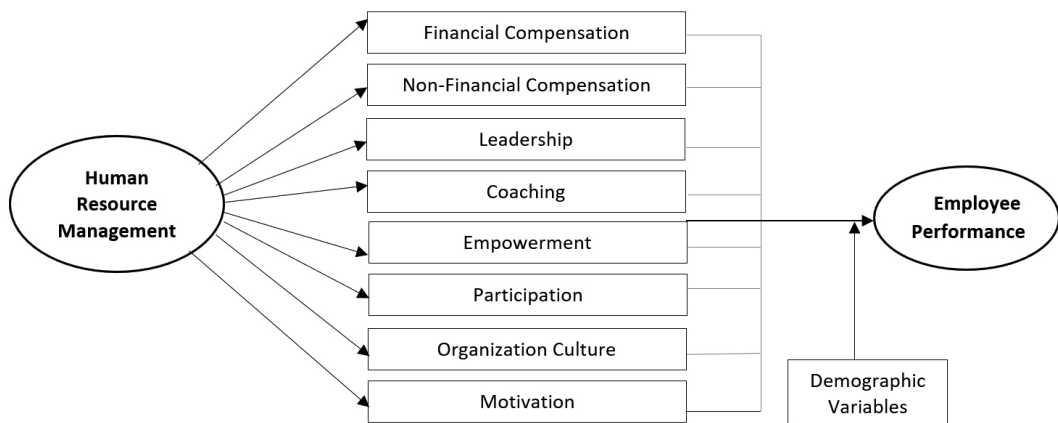 Human
Resource
Management
Financial Compensation
Non-Financial Compensation
Leadership
Coaching
Empowerment
Participation
Organization Culture
Motivation
Employee
Performance
Demographic
Variables